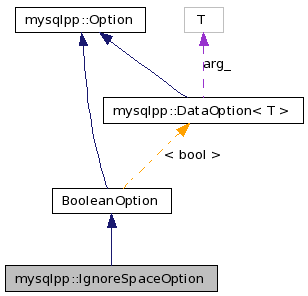 mysqlpp::Option
T
arg_
mysqlpp::DataOption< T >
< bool >
BooleanOption
mysqlpp::IgnoreSpaceOption